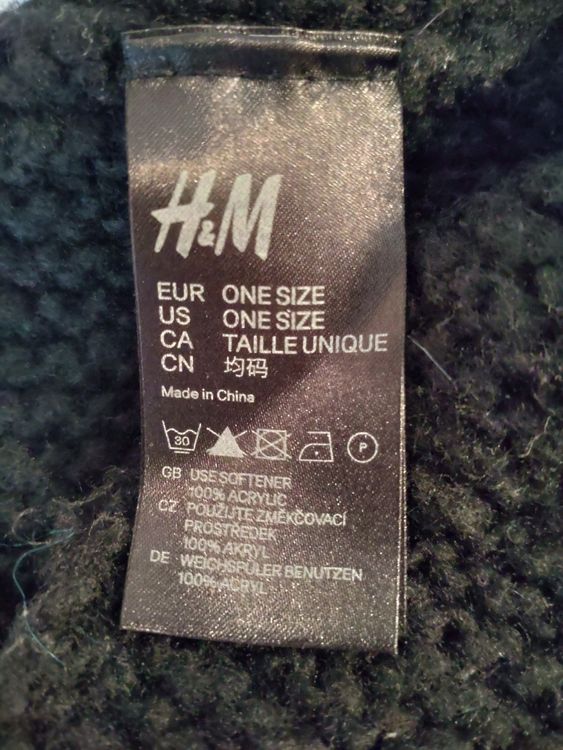 H&M
EUR ONE SIZE
US ONE SIZE
CA TAILLE UNIQUE
CN 均码
Made in China
30 P
GB USE SOFTENER
100% ACRYLIC
CZ POUŽIJTE ZMĚKČOVACÍ
PROSTŘEDEK
100% AKRYL
DE WEICHSPÜLER BENUTZEN
100% ACRYL